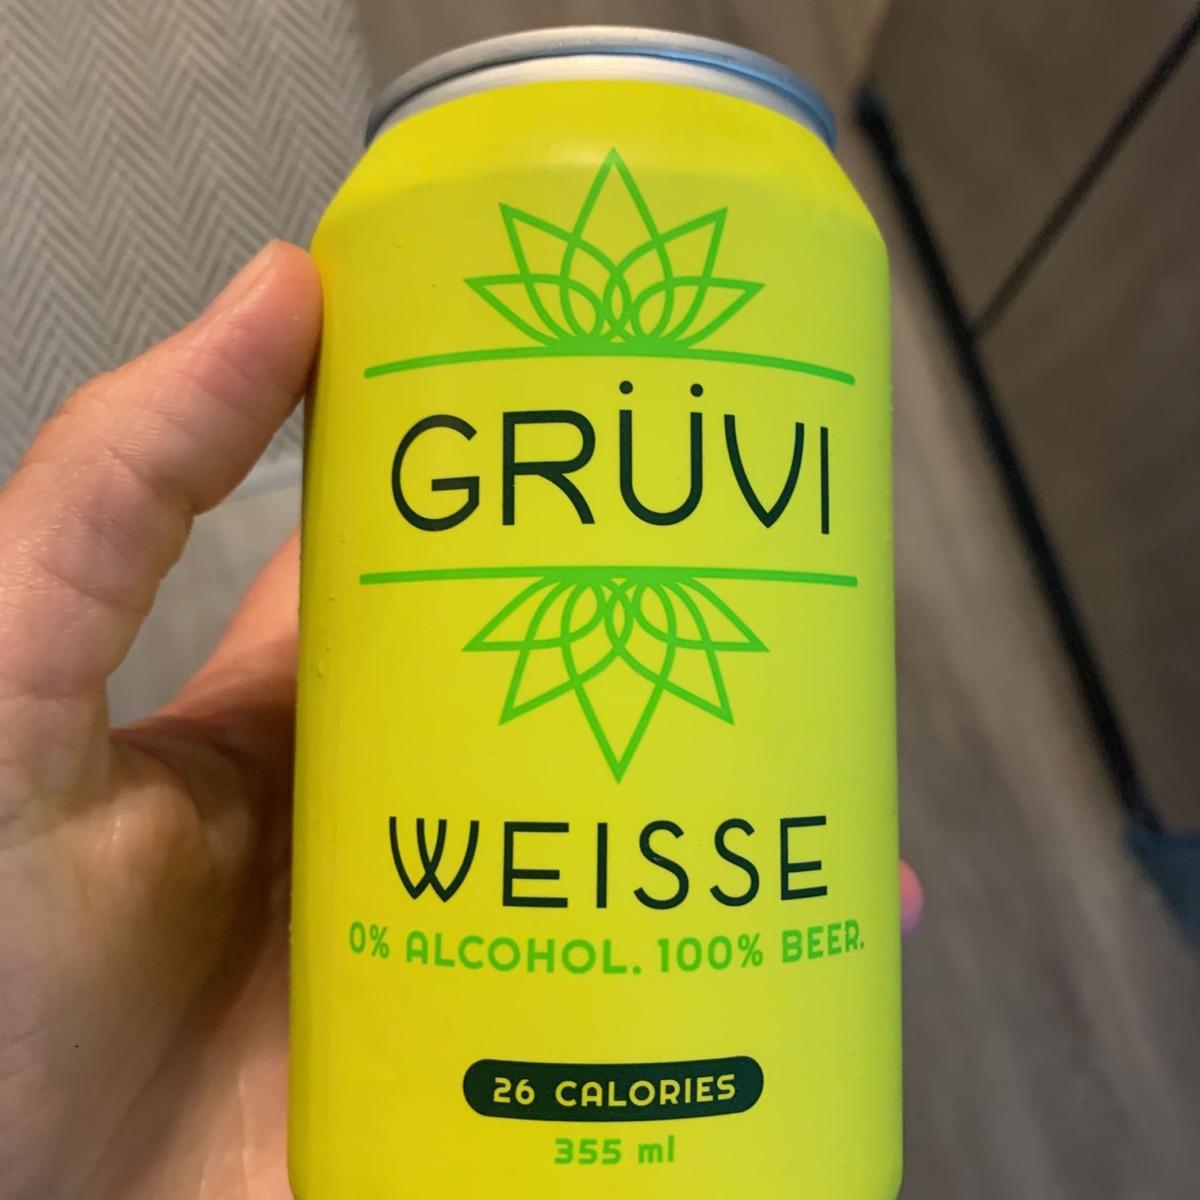 GRÜVI
WEISSE
0% ALCOHOL. 100% BEER.
26 CALORIES
355 ml